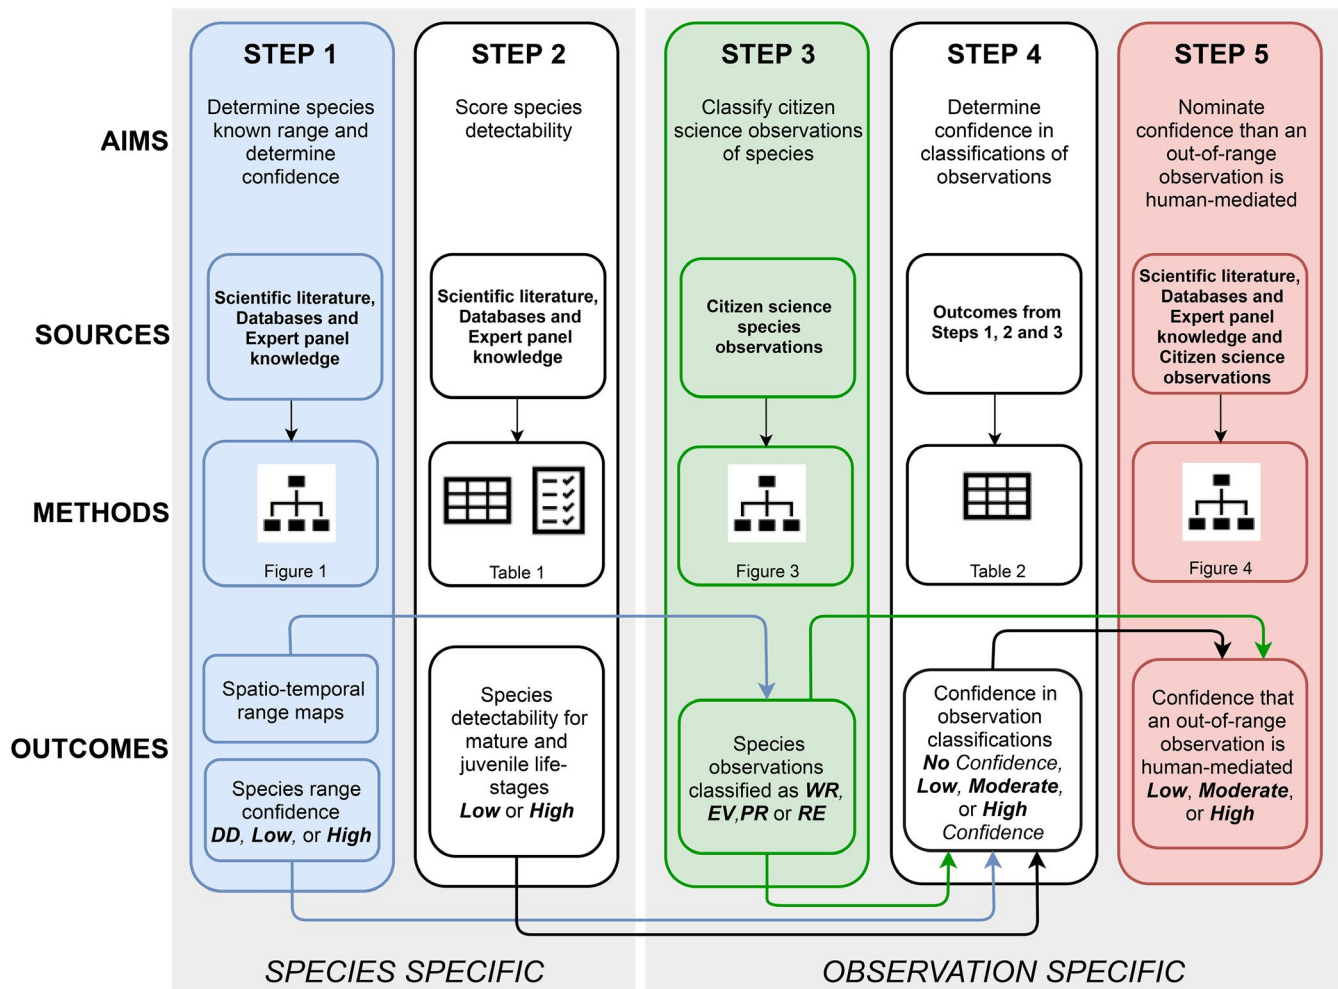 STEP 1
STEP 2
STEP 3
STEP 4
STEP 5
AIMS
Determine species
known range and
determine
confidence
Score species
detectability
Classify citizen
science observations
of species
Determine
confidence in
classifications of
observations
Nominate
confidence than an
out-of-range
observation is
human-mediated
SOURCES
Scientific literature,
Databases and
Expert panel
knowledge
Scientific literature,
Databases and
Expert panel
knowledge
Citizen science
species
observations
Outcomes from
Steps 1, 2 and 3
Scientific literature,
Databases and
Expert panel
knowledge and
Citizen science
observations
METHODS
Figure 1
Table 1
Figure 3
Table 2
Figure 4
OUTCOMES
Spatio-temporal
range maps
Species range
confidence
DD, Low, or High
Species
detectability for
mature and
juvenile life-
stages
Low or High
Species
observations
classified as WR,
EV,PR or RE
Confidence in
observation
classifications
No Confidence,
Low, Moderate,
or High
Confidence
Confidence that
an out-of-range
observation is
human-mediated
Low, Moderate,
or High
SPECIES SPECIFIC
OBSERVATION SPECIFIC